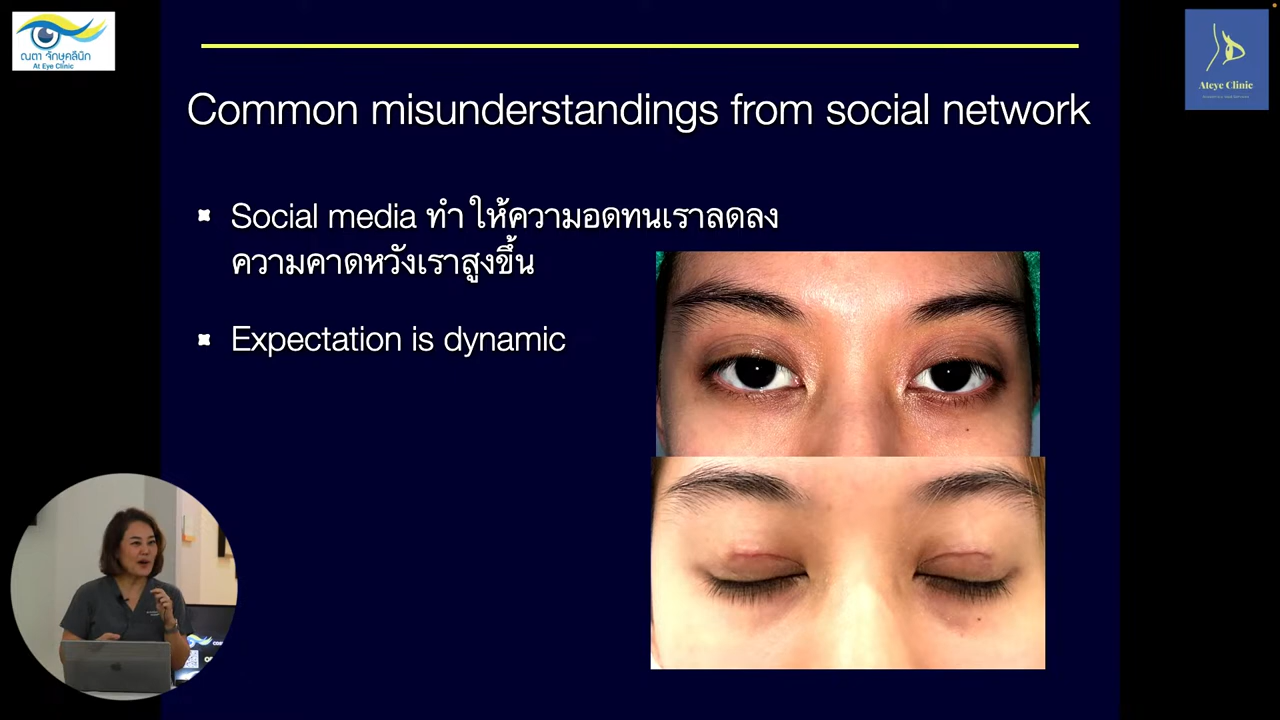 ณตา จักษุคลินิก
At Eye Clinic
Ateye Clinic
Common misunderstandings from social network
Social media ทำให้ความอดทนเราลดลง
ความคาดหวังเราสูงขึ้น
Expectation is dynamic